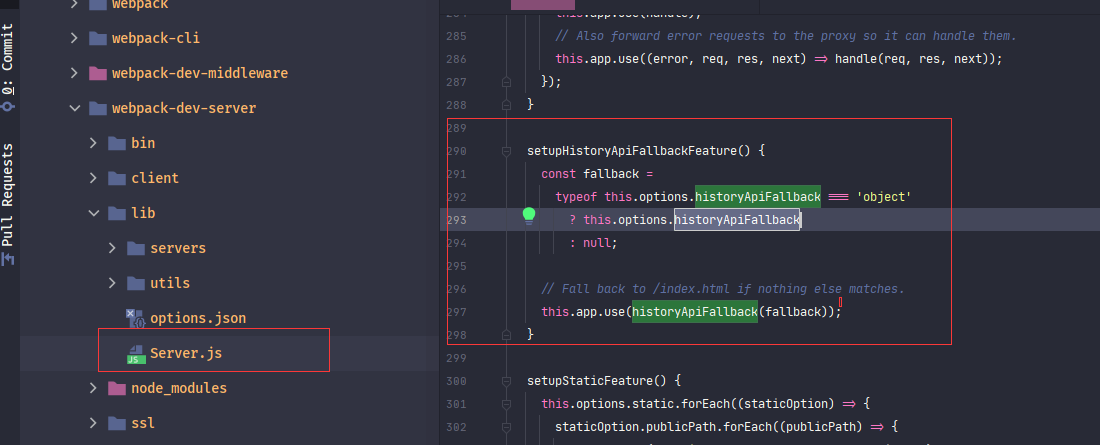 0: Commit
Pull Requests
webpack
webpack-cli
webpack-dev-middleware
webpack-dev-server
bin
client
lib
servers
utils
options.json
Server.js
node_modules
ssl
284 this.app.use(handle);
285 // Also forward error requests to the proxy so it can handle them.
286 this.app.use((error, req, res, next) => handle(req, res, next));
287 });
288 }
289
290 setupHistoryApiFallbackFeature() {
291 const fallback =
292 typeof this.options.historyApiFallback === 'object'
293 ? this.options.historyApiFallback
294 : null;
295
296 // Fall back to /index.html if nothing else matches.
297 this.app.use(historyApiFallback(fallback));
298 }
299
300 setupStaticFeature() {
301 this.options.static.forEach((staticOption) => {
302 staticOption.publicPath.forEach((publicPath) => {